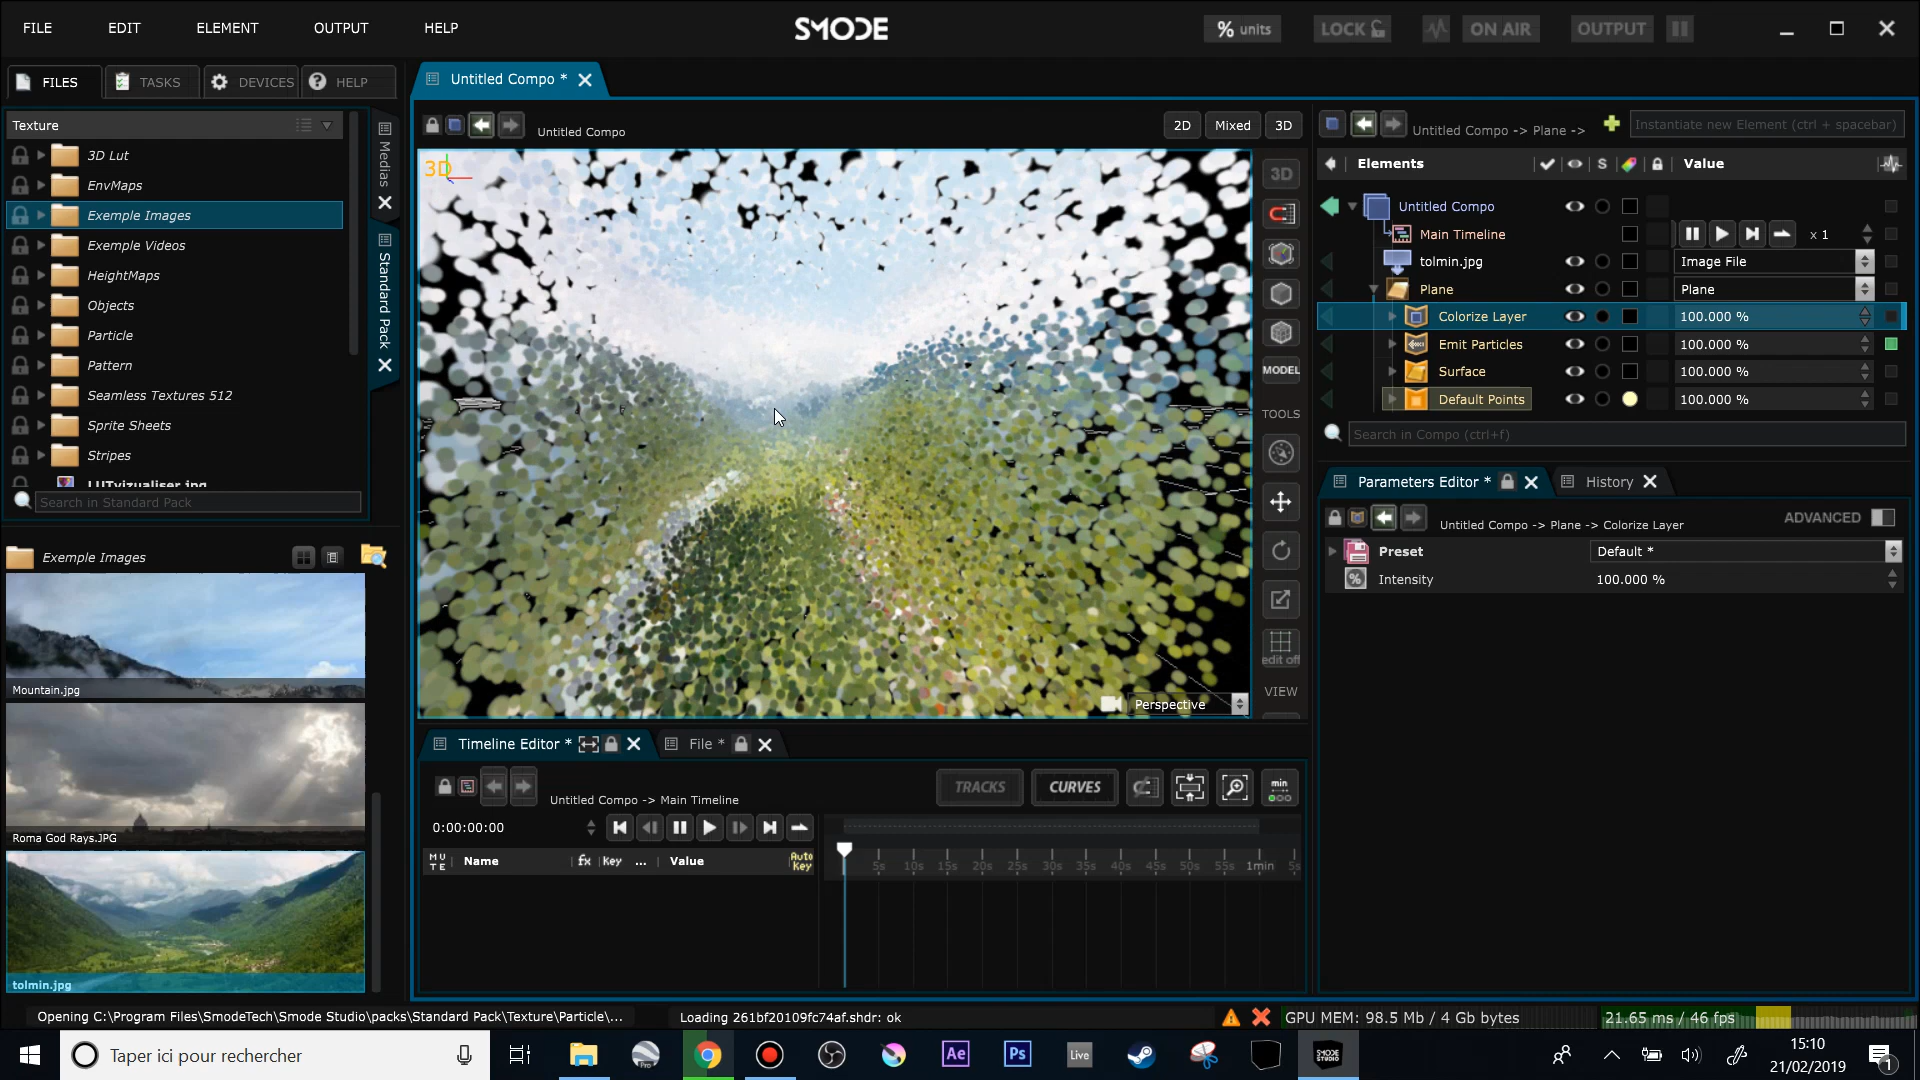 FILE EDIT ELEMENT OUTPUT HELP
SMODE
% units LOCK ON AIR OUTPUT
FILES TASKS DEVICES HELP
Untitled Compo *
Texture
3D Lut
EnvMaps
Exemple Images
Exemple Videos
HeightMaps
Objects
Particle
Pattern
Seamless Textures 512
Sprite Sheets
Stripes
LUTvizualiser.jpg
Search in Standard Pack
Medias
Standard Pack
Exemple Images
Mountain.jpg
Roma God Rays.JPG
tolmin.jpg
Untitled Compo
2D Mixed 3D
3D
Perspective
3D
MODEL
TOOLS
edit off
VIEW
Untitled Compo -> Plane ->
Instantiate new Element (ctrl + spacebar)
Elements S Value
Untitled Compo
Main Timeline x 1
tolmin.jpg Image File
Plane Plane
Colorize Layer 100.000 %
Emit Particles 100.000 %
Surface 100.000 %
Default Points 100.000 %
Search in Compo (ctrl+f)
Parameters Editor * History
Untitled Compo -> Plane -> Colorize Layer ADVANCED
Preset Default *
Intensity 100.000 %
Timeline Editor * File *
Untitled Compo -> Main Timeline
TRACKS CURVES min
0:00:00:00
MUTE Name fx Key ... Value Auto Key
5s 10s 15s 20s 25s 30s 35s 40s 45s 50s 55s 1min 5s
Opening C:\Program Files\SmodeTech\Smode Studio\packs\Standard Pack\Texture\Particle\...
Loading 261bf20109fc74af.shdr: ok
GPU MEM: 98.5 Mb / 4 Gb bytes
21.65 ms / 46 fps
Taper ici pour rechercher
Pro
Ae
Ps
Live
SMODE STUDIO
15:10
21/02/2019
1